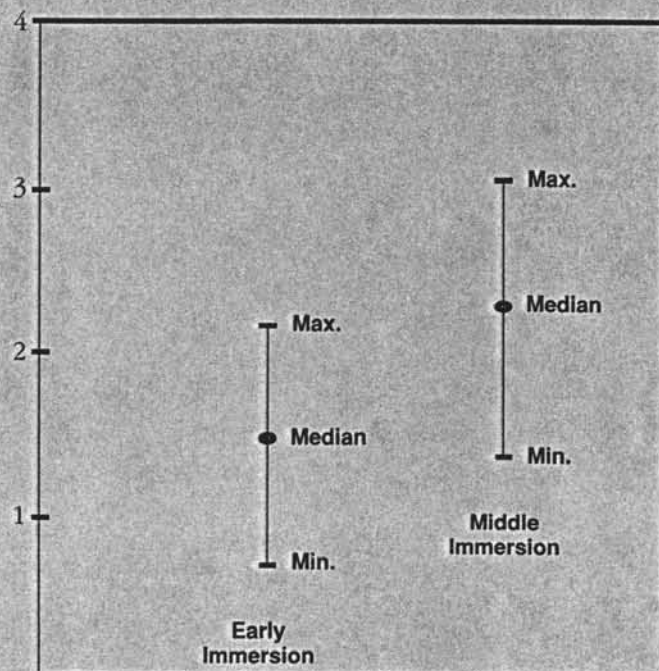 4
3
2
1
Max.
Median
Min.
Early
Immersion
Max.
Median
Min.
Middle
Immersion